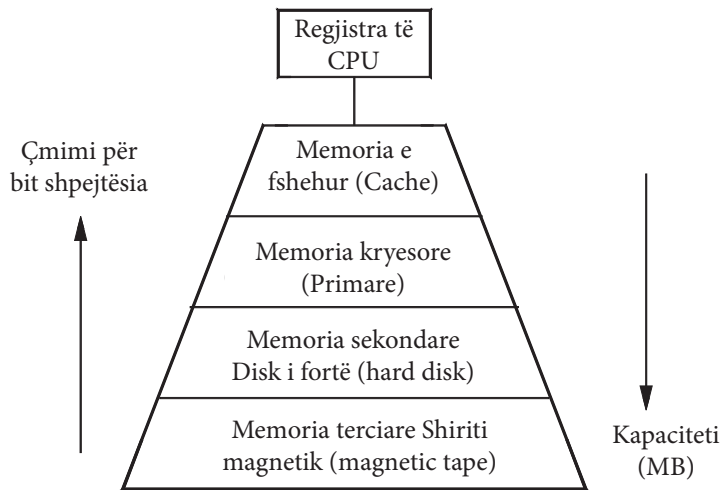 Regjistra të
CPU
Çmimi për
bit shpejtësia
Memoria e
fshehur (Cache)
Memoria kryesore
(Primare)
Memoria sekondare
Disk i fortë (hard disk)
Memoria terciare Shiriti
magnetik (magnetic tape)
Kapaciteti
(MB)